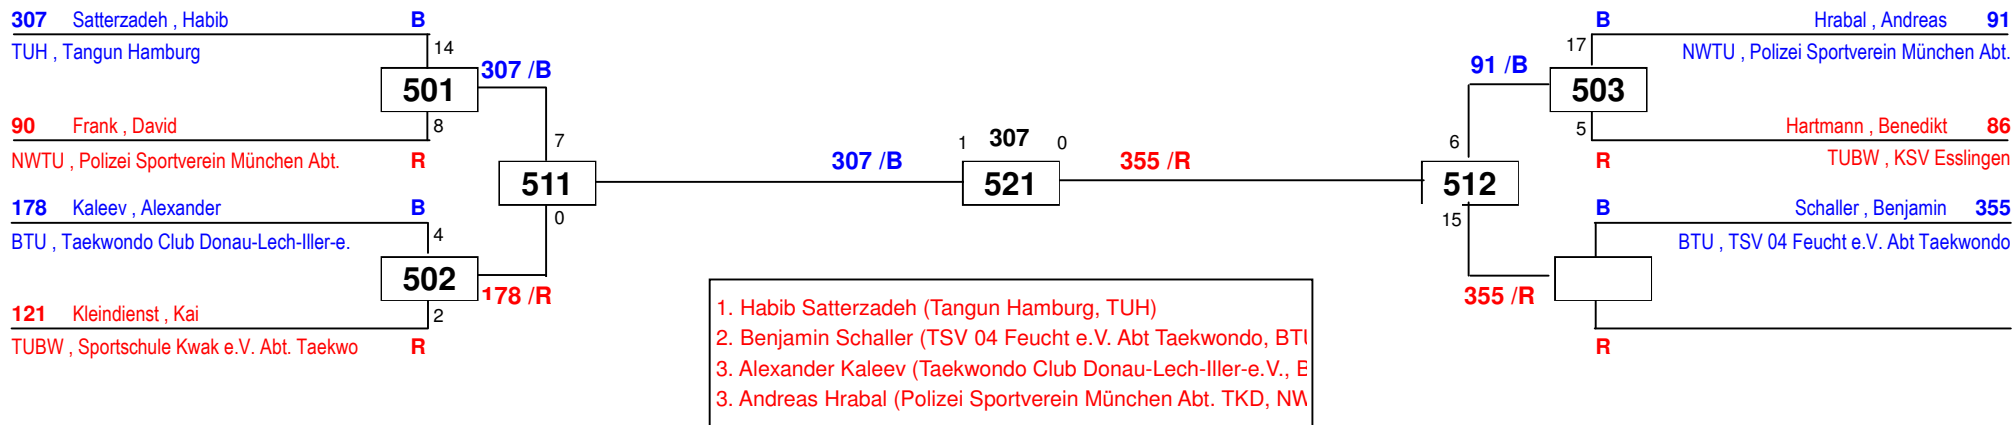 307 Satterzadeh , Habib B
TUH , Tangun Hamburg
14
501
307 /B
8
90 Frank , David
NWTU , Polizei Sportverein München Abt. R
7
511
0
178 Kaleev , Alexander B
BTU , Taekwondo Club Donau-Lech-Iller-e.
4
502
178 /R
2
121 Kleindienst , Kai
TUBW , Sportschule Kwak e.V. Abt. Taekwo R
307 /B
1 307 0
521
355 /R
B Hrabal , Andreas 91
NWTU , Polizei Sportverein München Abt.
17
91 /B
503
5
Hartmann , Benedikt 86
R TUBW , KSV Esslingen
6
512
15
B Schaller , Benjamin 355
BTU , TSV 04 Feucht e.V. Abt Taekwondo
355 /R
R
1. Habib Satterzadeh (Tangun Hamburg, TUH)
2. Benjamin Schaller (TSV 04 Feucht e.V. Abt Taekwondo, BTU
3. Alexander Kaleev (Taekwondo Club Donau-Lech-Iller-e.V., B
3. Andreas Hrabal (Polizei Sportverein München Abt. TKD, NW